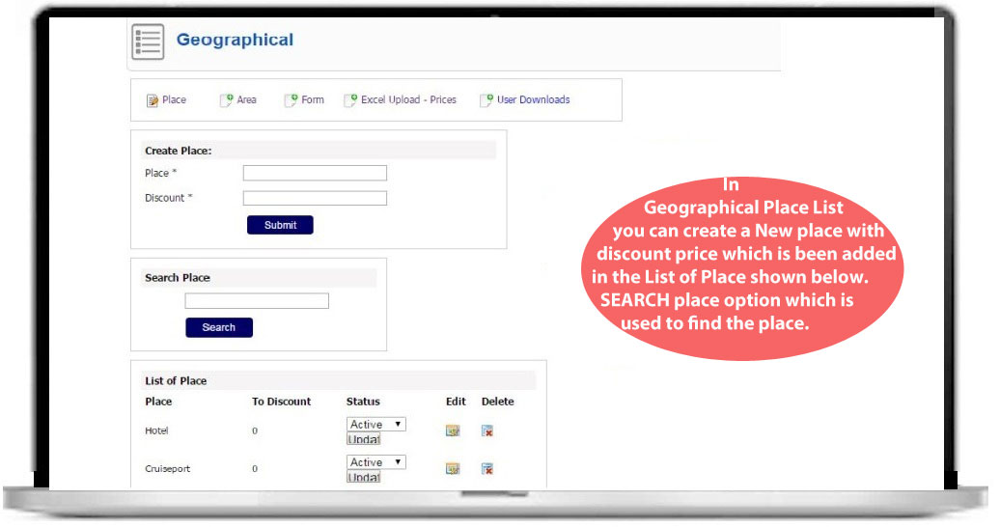 Geographical
Place Area Form Excel Upload - Prices User Downloads
Create Place:
Place *
Discount *
Submit
Search Place
Search
List of Place
Place To Discount Status Edit Delete
Hotel 0 Active
Updat
Cruiseport 0 Active
Updat
In
Geographical Place List
you can create a New place with
discount price which is been added
in the List of Place shown below.
SEARCH place option which is
used to find the place.